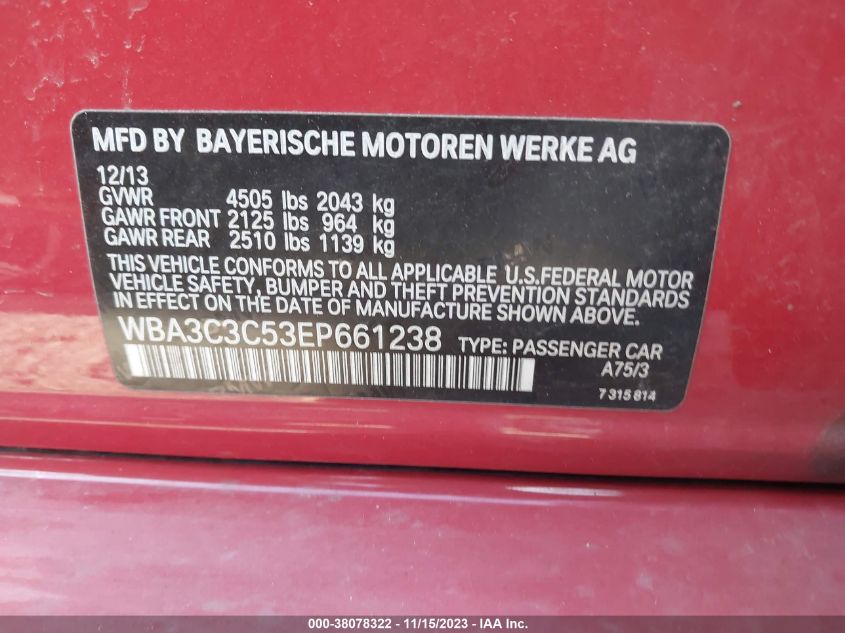 MFD BY BAYERISCHE MOTOREN WERKE AG
12/13
GVWR 4505 lbs 2043 kg
GAWR FRONT 2125 lbs 964 kg
GAWR REAR 2510 lbs 1139 kg
THIS VEHICLE CONFORMS TO ALL APPLICABLE U.S.FEDERAL MOTOR
VEHICLE SAFETY, BUMPER AND THEFT PREVENTION STANDARDS
IN EFFECT ON THE DATE OF MANUFACTURE SHOWN ABOVE.
WBA3C3C53EP661238 TYPE: PASSENGER CAR
A75/3
7 315 814
000-38078322 - 11/15/2023 - IAA Inc.